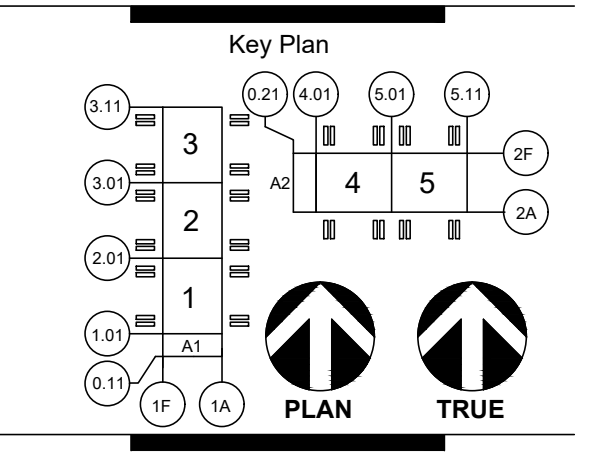 Key Plan
0.21 4.01 5.01 5.11
3.11
3
2F
3.01
A2 4 5
2A
2
2.01
1
1.01
A1
0.11
1F 1A
PLAN TRUE